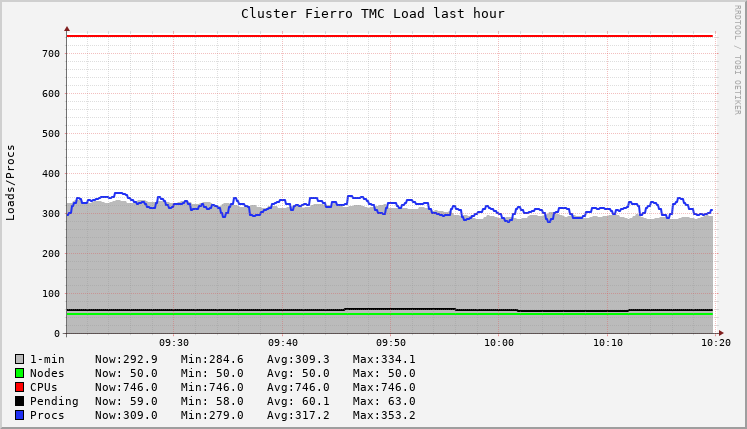 Cluster Fierro TMC Load last hour
RRDTOOL / TOBI OETIKER
Loads/Procs
700
600
500
400
300
200
100
0
09:30 09:40 09:50 10:00 10:10 10:20
1-min Now:292.9 Min:284.6 Avg:309.3 Max:334.1
Nodes Now: 50.0 Min: 50.0 Avg: 50.0 Max: 50.0
CPUs Now:746.0 Min:746.0 Avg:746.0 Max:746.0
Pending Now: 59.0 Min: 58.0 Avg: 60.1 Max: 63.0
Procs Now:309.0 Min:279.0 Avg:317.2 Max:353.2